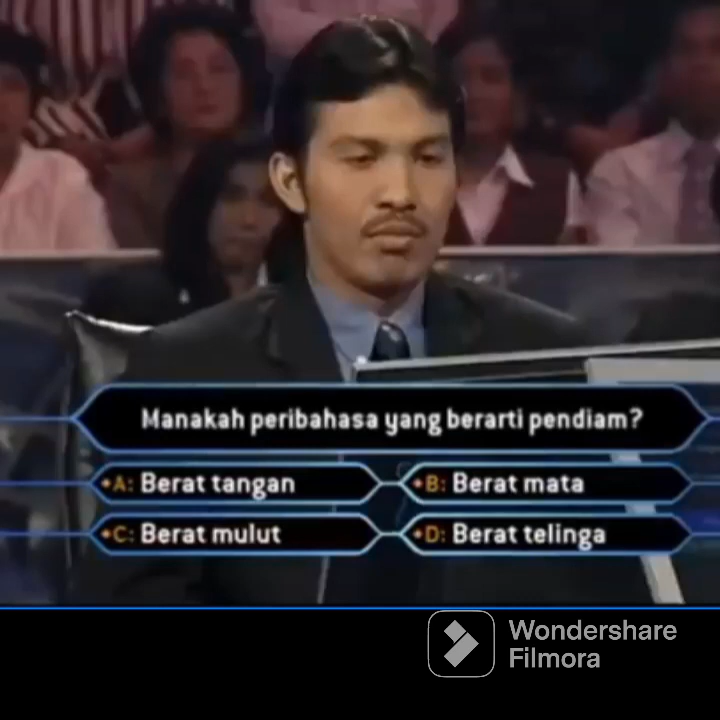 Manakah peribahasa yang berarti pendiam?
A: Berat tangan
B: Berat mata
C: Berat mulut
D: Berat telinga
Wondershare
Filmora